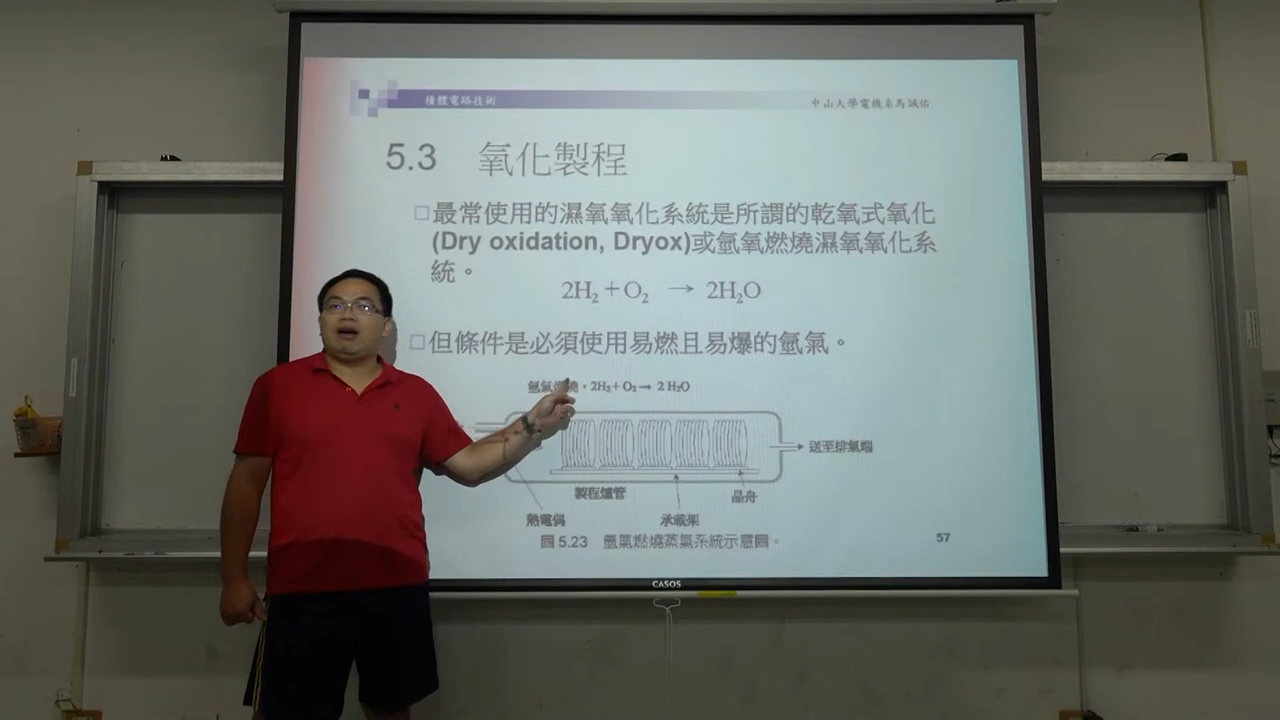 積體電路技術
中山大學電機系馬誠佑
5.3 氧化製程
最常使用的濕氧氧化系統是所謂的乾氧式氧化
(Dry oxidation, Dryox)或氫氧燃燒濕氧氧化系
統。
2H₂+O₂ → 2H₂O
但條件是必須使用易燃且易爆的氫氣。
氫氣燃燒，2H₂+O₂→ 2 H₂O
送至排氣端
製程爐管
晶舟
熱電偶
承載架
圖 5.23 氫氣燃燒蒸氣系統示意圖。
57
CASOS